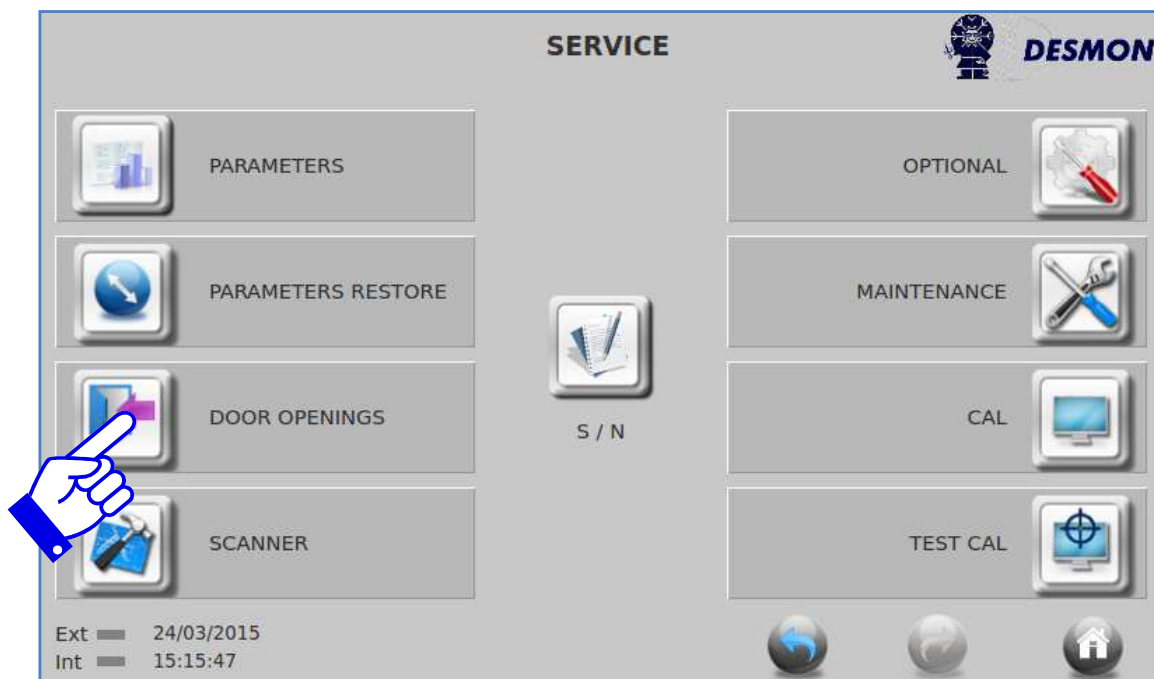 SERVICE
DESMON
PARAMETERS
OPTIONAL
PARAMETERS RESTORE
MAINTENANCE
DOOR OPENINGS
S / N
CAL
SCANNER
TEST CAL
Ext 24/03/2015
Int 15:15:47